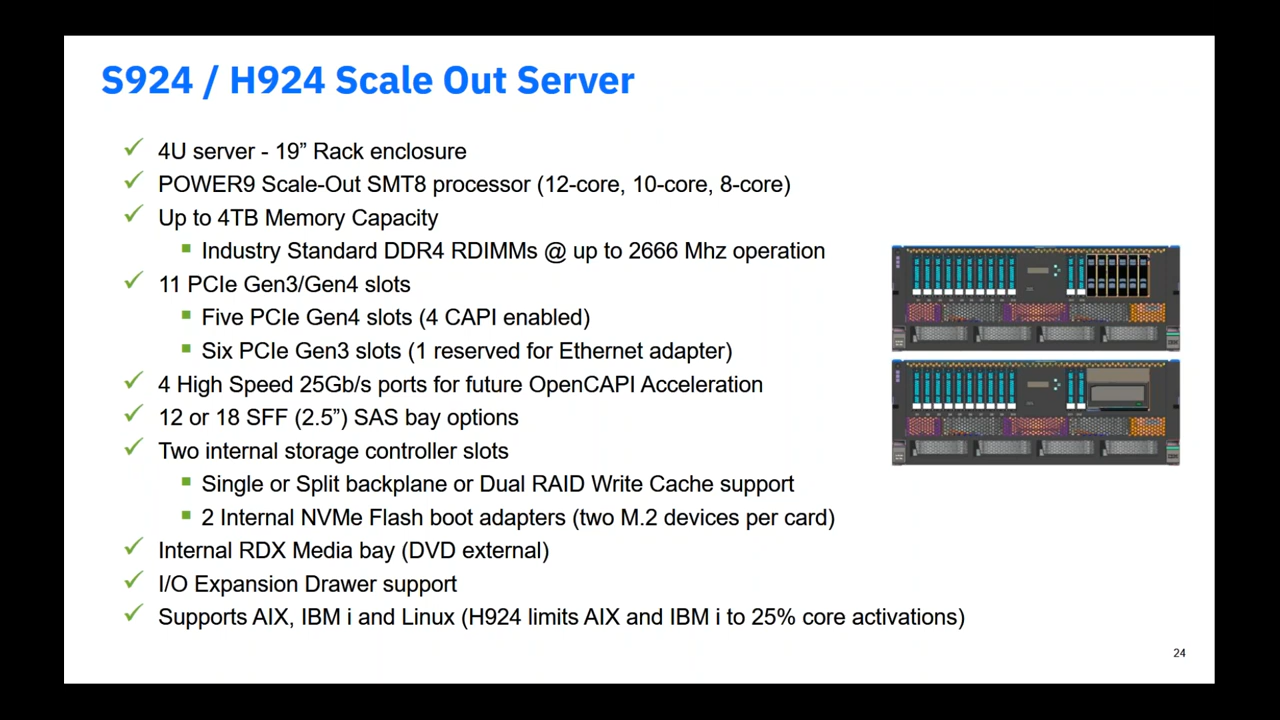 S924 / H924 Scale Out Server
4U server - 19” Rack enclosure
POWER9 Scale-Out SMT8 processor (12-core, 10-core, 8-core)
Up to 4TB Memory Capacity
Industry Standard DDR4 RDIMMs @ up to 2666 Mhz operation
11 PCIe Gen3/Gen4 slots
Five PCIe Gen4 slots (4 CAPI enabled)
Six PCIe Gen3 slots (1 reserved for Ethernet adapter)
4 High Speed 25Gb/s ports for future OpenCAPI Acceleration
12 or 18 SFF (2.5”) SAS bay options
Two internal storage controller slots
Single or Split backplane or Dual RAID Write Cache support
2 Internal NVMe Flash boot adapters (two M.2 devices per card)
Internal RDX Media bay (DVD external)
I/O Expansion Drawer support
Supports AIX, IBM i and Linux (H924 limits AIX and IBM i to 25% core activations)
24